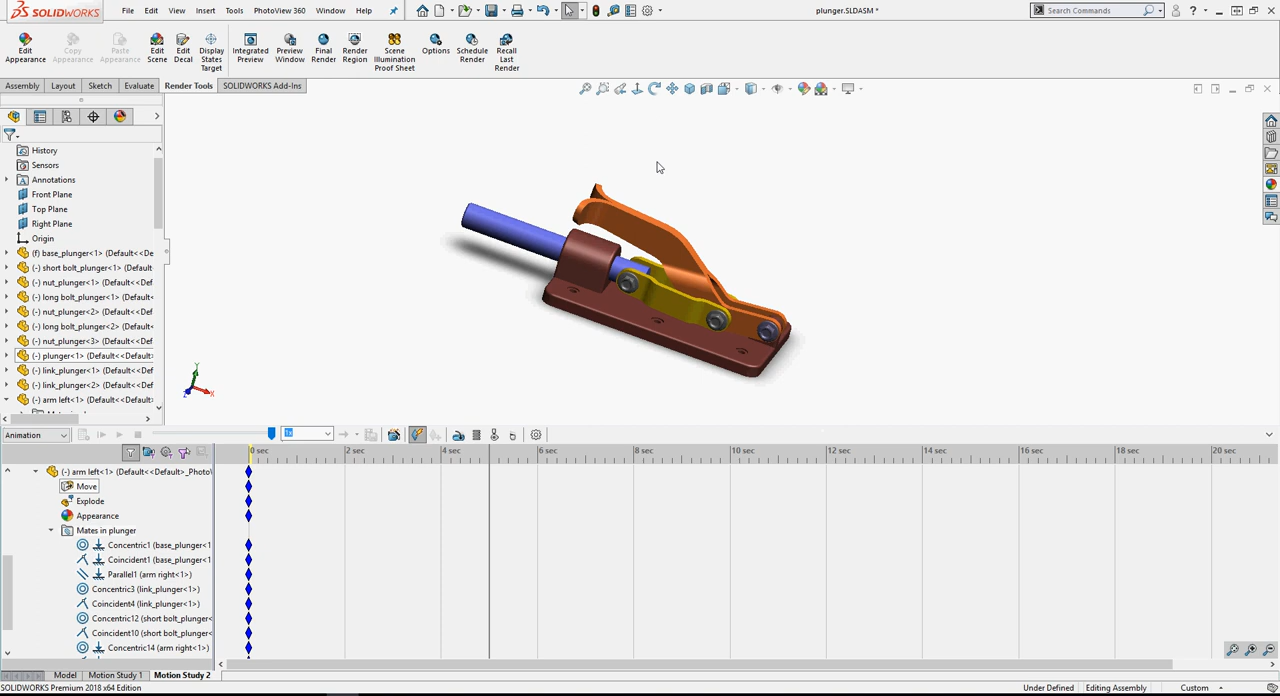 SOLIDWORKS File Edit View Insert Tools PhotoView 360 Window Help plunger.SLDASM * Search Commands
Edit Appearance
Copy Appearance
Paste Appearance
Edit Scene
Edit Decal
Display States Target
Integrated Preview
Preview Window
Final Render
Render Region
Scene Illumination Proof Sheet
Options
Schedule Render
Recall Last Render
Assembly Layout Sketch Evaluate Render Tools SOLIDWORKS Add-Ins
History
Sensors
Annotations
Front Plane
Top Plane
Right Plane
Origin
(f) base_plunger<1> (Default<<De
(-) short bolt_plunger<1> (Default
(-) nut_plunger<1> (Default<<Def
(-) long bolt_plunger<1> (Default
(-) nut_plunger<2> (Default<<Def
(-) long bolt_plunger<2> (Default
(-) nut_plunger<3> (Default<<Def
(-) plunger<1> (Default<<Default>
(-) link_plunger<1> (Default<<Def
(-) link_plunger<2> (Default<<Def
(-) arm left<1> (Default<<Default
Y
X
Z
Animation 1x
0 sec 2 sec 4 sec 6 sec 8 sec 10 sec 12 sec 14 sec 16 sec 18 sec 20 sec
(-) arm left<1> (Default<<Default>_Photo\
Move
Explode
Appearance
Mates in plunger
Concentric1 (base_plunger<1
Coincident1 (base_plunger<1
Parallel1 (arm right<1>)
Concentric3 (link_plunger<1>)
Coincident4 (link_plunger<1>)
Concentric12 (short bolt_plunger<
Coincident10 (short bolt_plunger<
Concentric14 (arm right<1>)
Model Motion Study 1 Motion Study 2
SOLIDWORKS Premium 2018 x64 Edition Under Defined Editing Assembly Custom